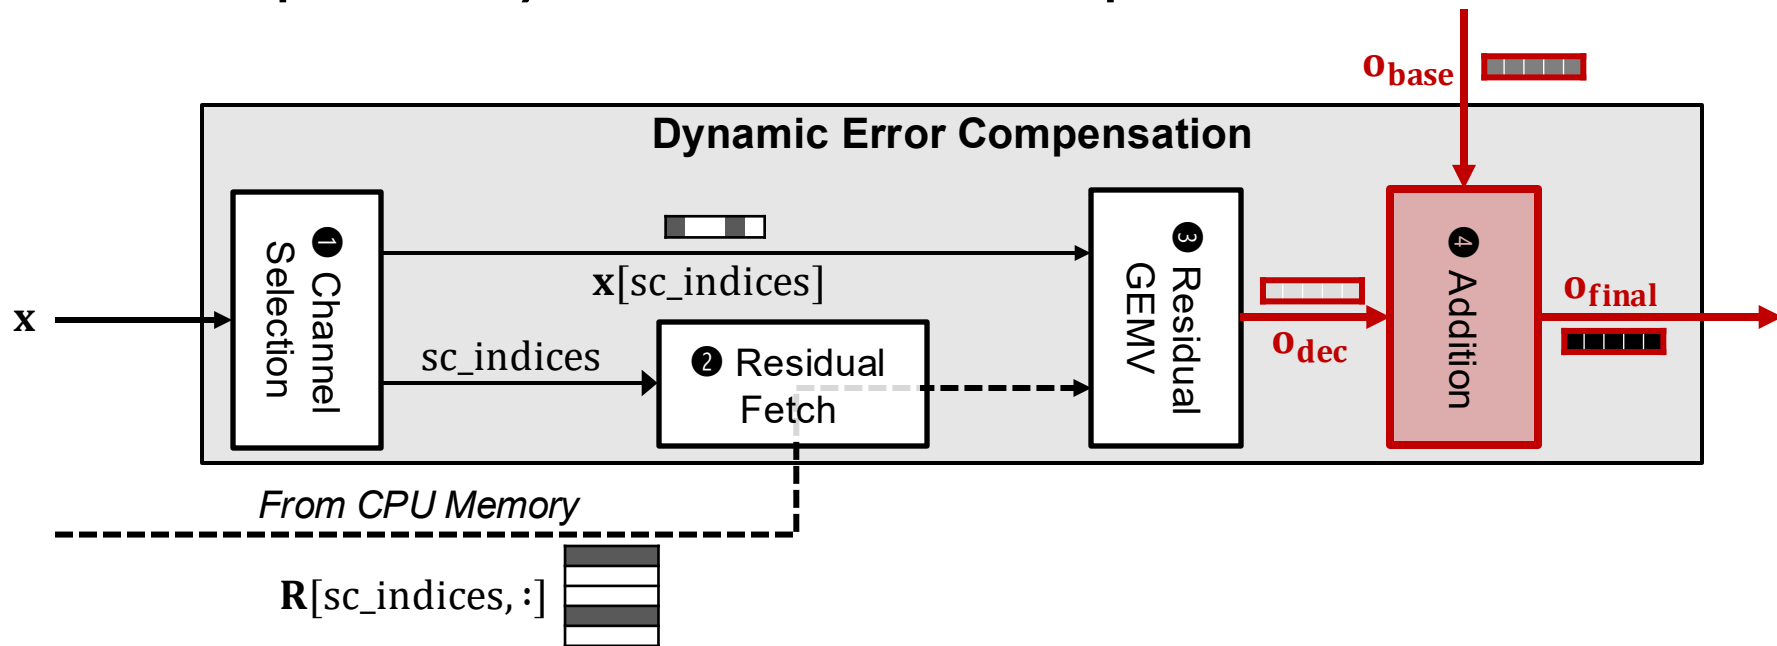 o_base
Dynamic Error Compensation
❶ Channel
Selection
x[sc_indices]
❸ Residual
GEMV
❹ Addition
o_final
x
sc_indices
❷ Residual
Fetch
o_dec
From CPU Memory
R[sc_indices, :]